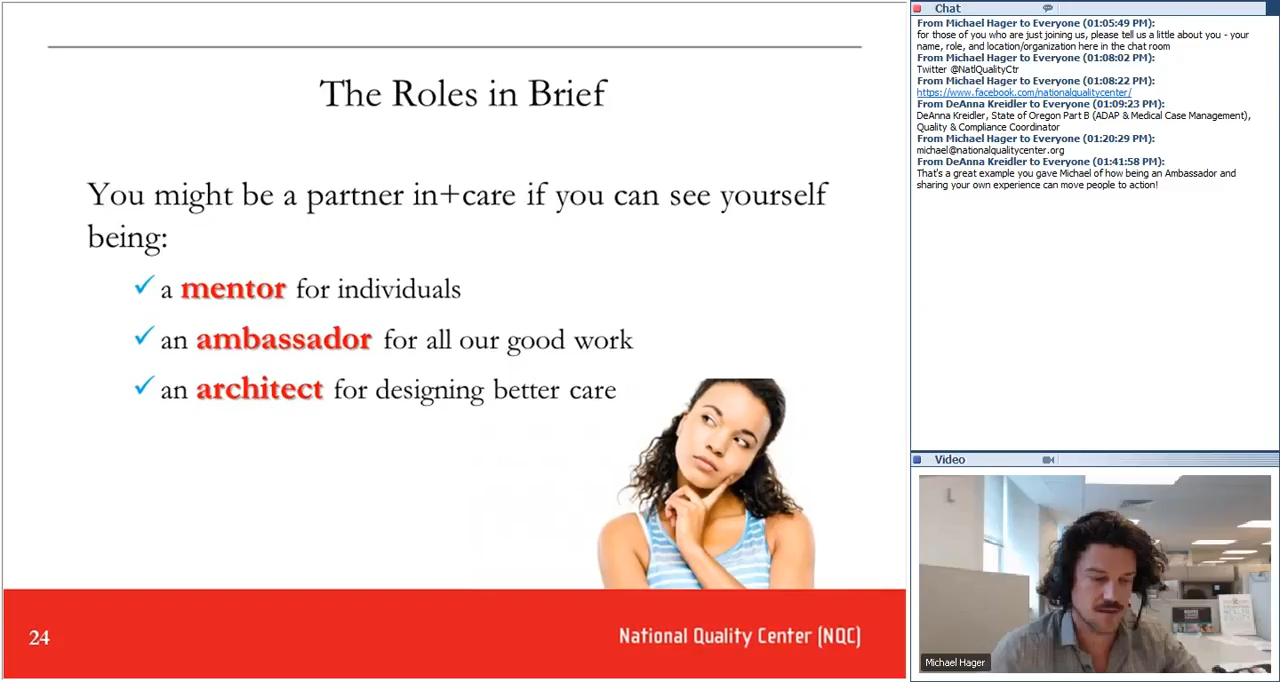 The Roles in Brief
You might be a partner in+care if you can see yourself
being:
a mentor for individuals
an ambassador for all our good work
an architect for designing better care
24
National Quality Center (NQC)
Chat
From Michael Hager to Everyone (01:05:49 PM):
for those of you who are just joining us, please tell us a little about you - your
name, role, and location/organization here in the chat room
From Michael Hager to Everyone (01:08:02 PM):
Twitter @NatlQualityCtr
From Michael Hager to Everyone (01:08:22 PM):
https://www.facebook.com/nationalqualitycenter/
From DeAnna Kreidler to Everyone (01:09:23 PM):
DeAnna Kreidler, State of Oregon Part B (ADAP & Medical Case Management),
Quality & Compliance Coordinator
From Michael Hager to Everyone (01:20:29 PM):
michael@nationalqualitycenter.org
From DeAnna Kreidler to Everyone (01:41:58 PM):
That's a great example you gave Michael of how being an Ambassador and
sharing your own experience can move people to action!
Video
Michael Hager